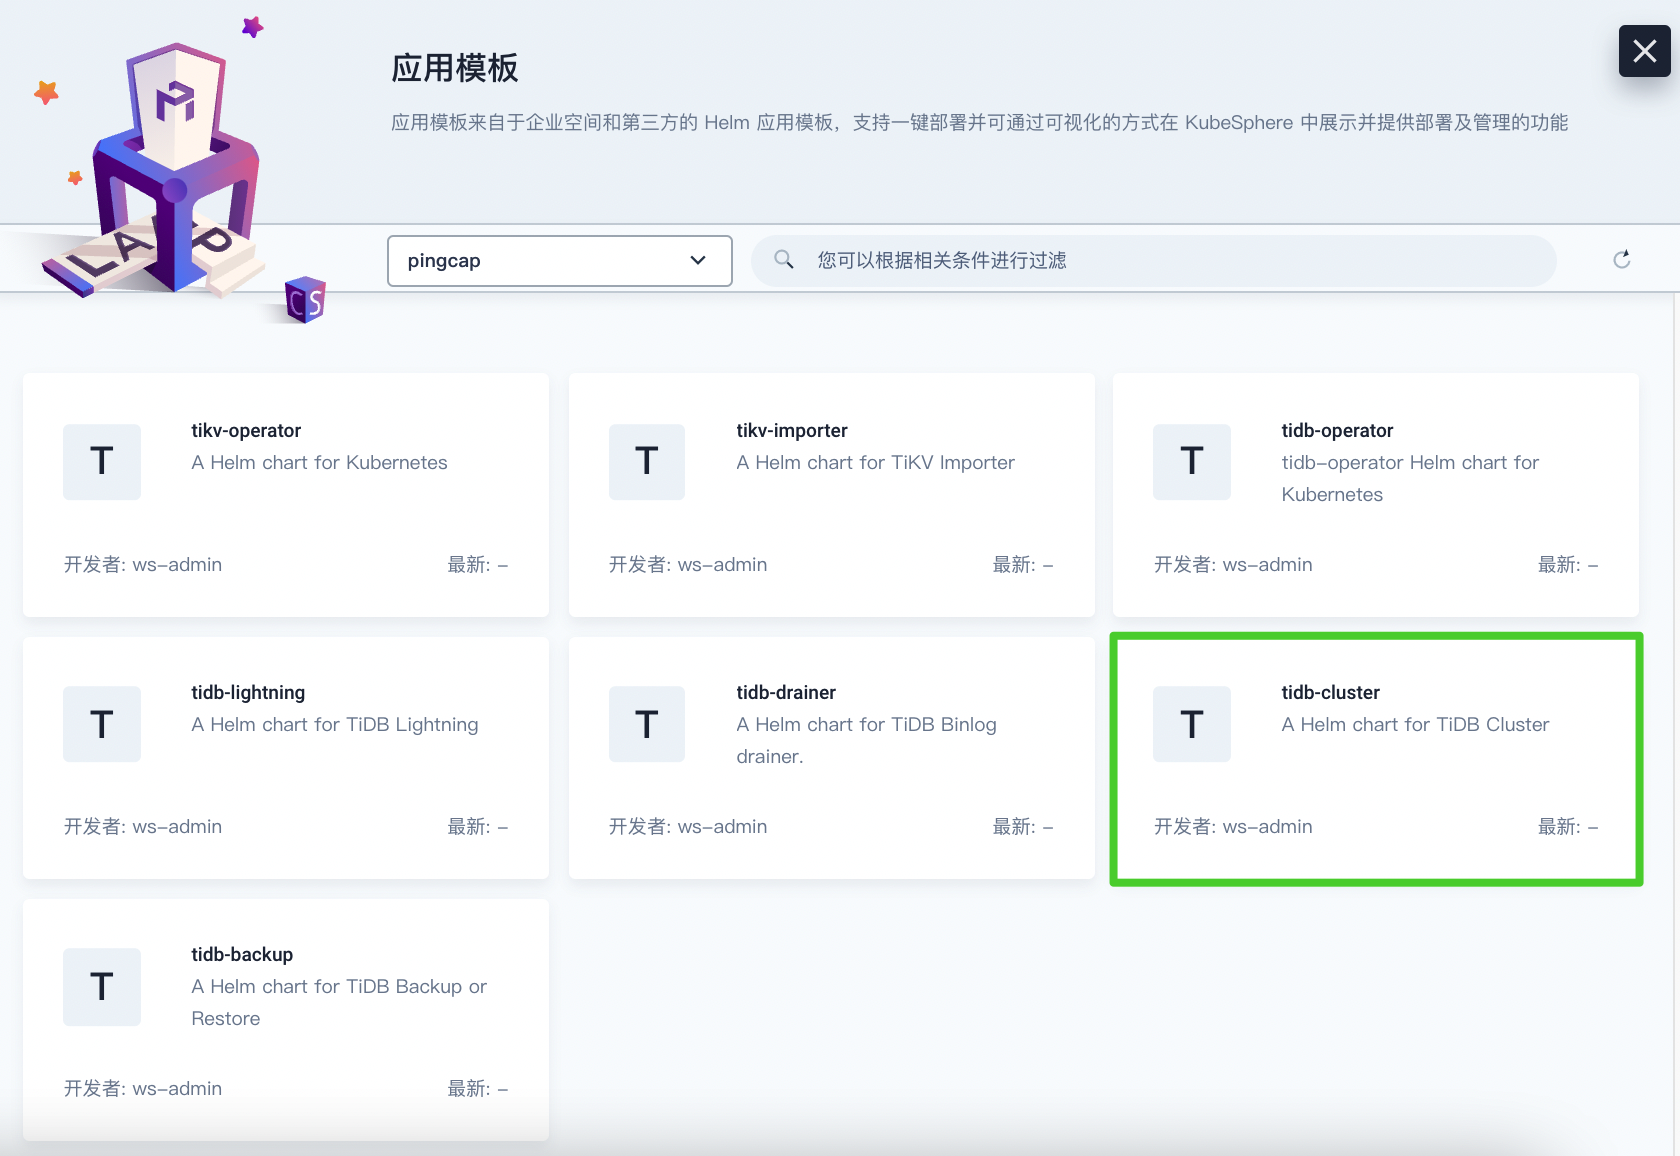 应用模板
应用模板来自于企业空间和第三方的 Helm 应用模板，支持一键部署并可通过可视化的方式在 KubeSphere 中展示并提供部署及管理的功能
LA
P
CS
pingcap
您可以根据相关条件进行过滤
T
tikv-operator
A Helm chart for Kubernetes
开发者: ws-admin
最新: -
T
tikv-importer
A Helm chart for TiKV Importer
开发者: ws-admin
最新: -
T
tidb-operator
tidb-operator Helm chart for
Kubernetes
开发者: ws-admin
最新: -
T
tidb-lightning
A Helm chart for TiDB Lightning
开发者: ws-admin
最新: -
T
tidb-drainer
A Helm chart for TiDB Binlog
drainer.
开发者: ws-admin
最新: -
T
tidb-cluster
A Helm chart for TiDB Cluster
开发者: ws-admin
最新: -
T
tidb-backup
A Helm chart for TiDB Backup or
Restore
开发者: ws-admin
最新: -